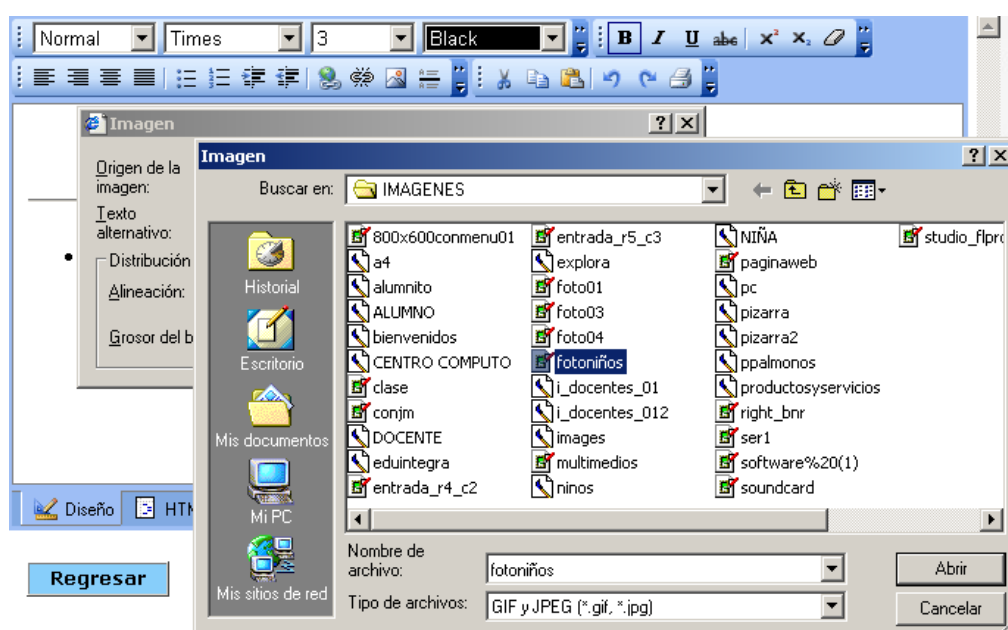 Normal Times 3 Black B I U abc x² x₂
Imagen
Origen de la
imagen:
Texto
alternativo:
Distribución
Alineación:
Grosor del b
Imagen
Buscar en: IMAGENES
Historial
Escritorio
Mis documentos
Mi PC
Mis sitios de red
800x600conmenu01
a4
alumnito
ALUMNO
bienvenidos
CENTRO COMPUTO
clase
conjm
DOCENTE
eduintegra
entrada_r4_c2
entrada_r5_c3
explora
foto01
foto03
foto04
fotoniños
i_docentes_01
i_docentes_012
images
multimedios
ninos
NIÑA
paginaweb
pc
pizarra
pizarra2
ppalmonos
productosyservicios
right_bnr
ser1
software%20(1)
soundcard
studio_flpro
Nombre de
archivo: fotoniños Abrir
Tipo de archivos: GIF y JPEG (*.gif, *.jpg) Cancelar
Diseño HTM
Regresar